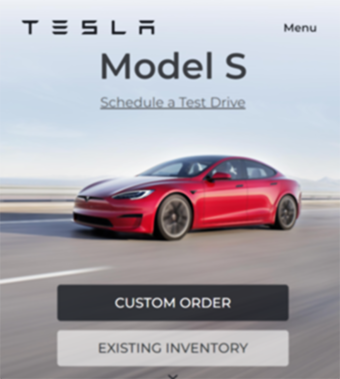 TESLA
Menu
Model S
Schedule a Test Drive
CUSTOM ORDER
EXISTING INVENTORY